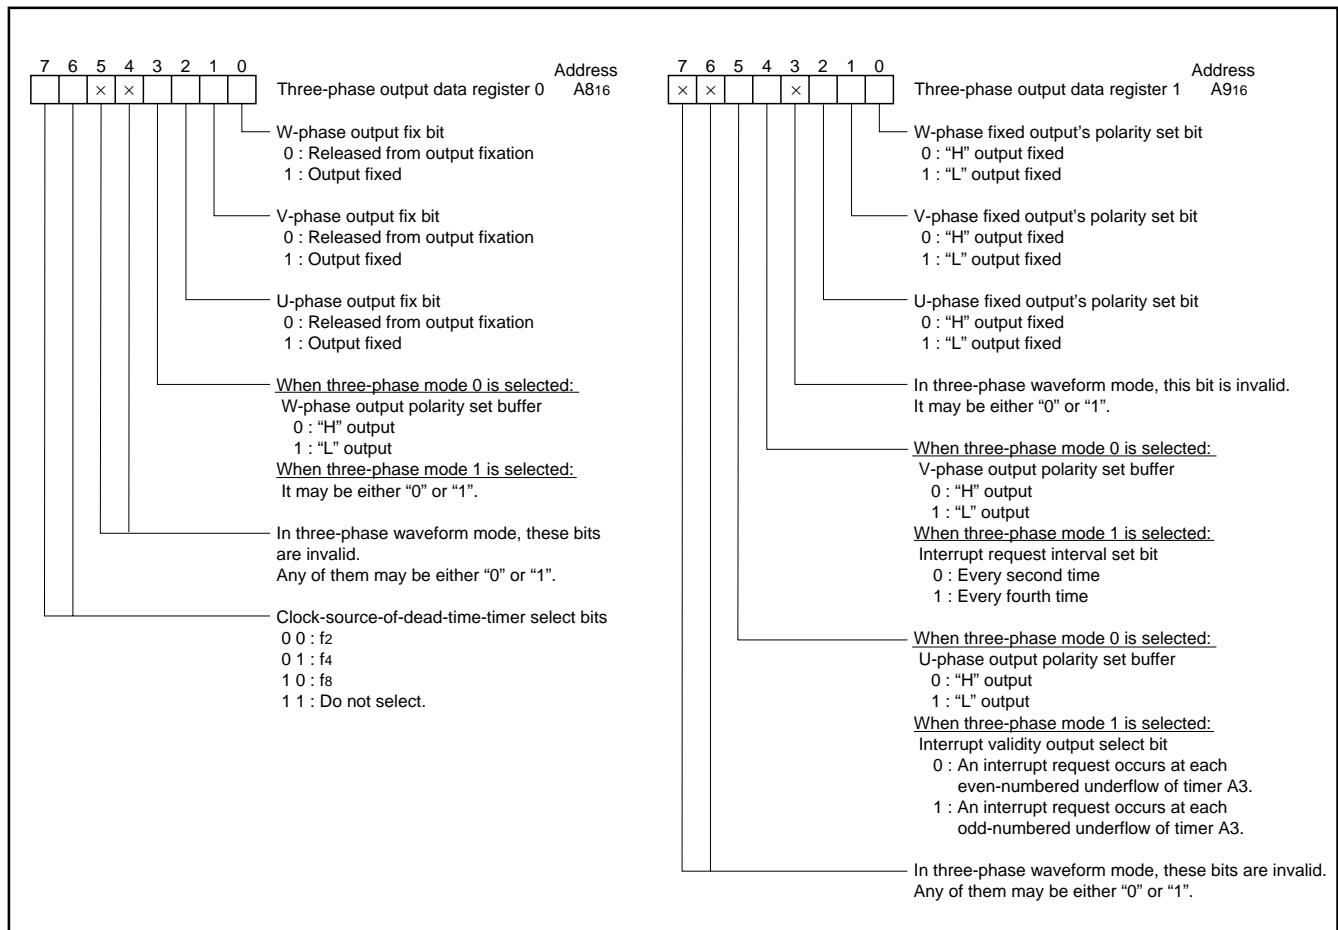 7 6 5 4 3 2 1 0
Address
× ×
Three-phase output data register 0
A816
W-phase output fix bit
0 : Released from output fixation
1 : Output fixed
V-phase output fix bit
0 : Released from output fixation
1 : Output fixed
U-phase output fix bit
0 : Released from output fixation
1 : Output fixed
When three-phase mode 0 is selected:
W-phase output polarity set buffer
0 : “H” output
1 : “L” output
When three-phase mode 1 is selected:
It may be either “0” or “1”.
In three-phase waveform mode, these bits
are invalid.
Any of them may be either “0” or “1”.
Clock-source-of-dead-time-timer select bits
0 0 : f2
0 1 : f4
1 0 : f8
1 1 : Do not select.
7 6 5 4 3 2 1 0
Address
× × ×
Three-phase output data register 1
A916
W-phase fixed output’s polarity set bit
0 : “H” output fixed
1 : “L” output fixed
V-phase fixed output’s polarity set bit
0 : “H” output fixed
1 : “L” output fixed
U-phase fixed output’s polarity set bit
0 : “H” output fixed
1 : “L” output fixed
In three-phase waveform mode, this bit is invalid.
It may be either “0” or “1”.
When three-phase mode 0 is selected:
V-phase output polarity set buffer
0 : “H” output
1 : “L” output
When three-phase mode 1 is selected:
Interrupt request interval set bit
0 : Every second time
1 : Every fourth time
When three-phase mode 0 is selected:
U-phase output polarity set buffer
0 : “H” output
1 : “L” output
When three-phase mode 1 is selected:
Interrupt validity output select bit
0 : An interrupt request occurs at each
even-numbered underflow of timer A3.
1 : An interrupt request occurs at each
odd-numbered underflow of timer A3.
In three-phase waveform mode, these bits are invalid.
Any of them may be either “0” or “1”.